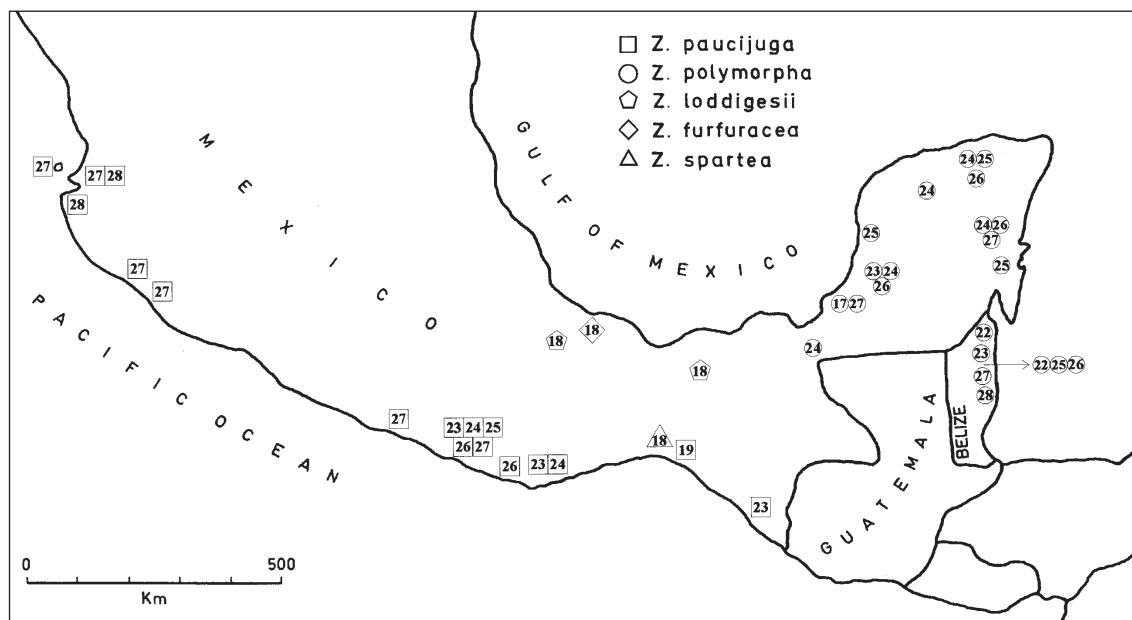 Z. paucijuga
Z. polymorpha
Z. loddigesii
Z. furfuracea
Z. spartea
MEXICO
GULF OF MEXICO
PACIFIC OCEAN
GUATEMALA
BELIZE
27
27 28
28
27
27
27
23 24 25
26 27
26
23 24
18
18
18
18
19
23
24 25
26
24
24 26
27
25
25
23 24
26
17 27
24
22
23
22 25 26
27
28
0 500
Km